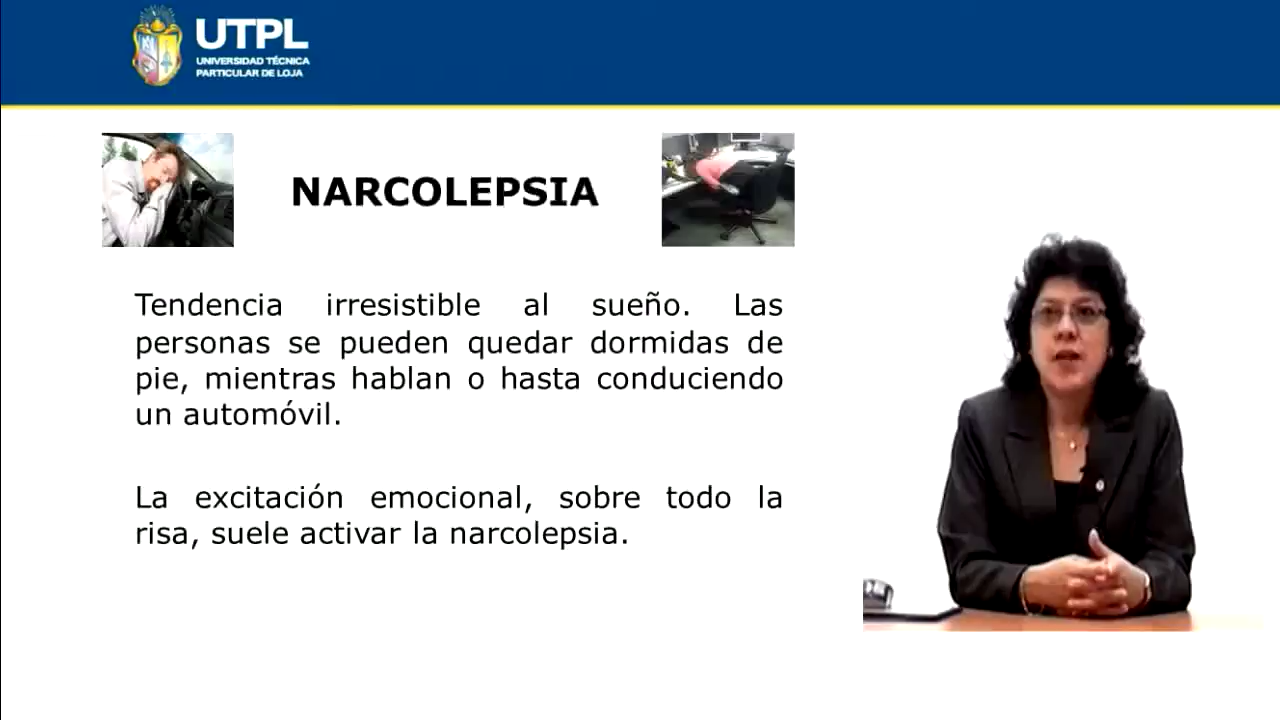 UTPL
UNIVERSIDAD TÉCNICA
PARTICULAR DE LOJA
NARCOLEPSIA
Tendencia irresistible al sueño. Las
personas se pueden quedar dormidas de
pie, mientras hablan o hasta conduciendo
un automóvil.
La excitación emocional, sobre todo la
risa, suele activar la narcolepsia.